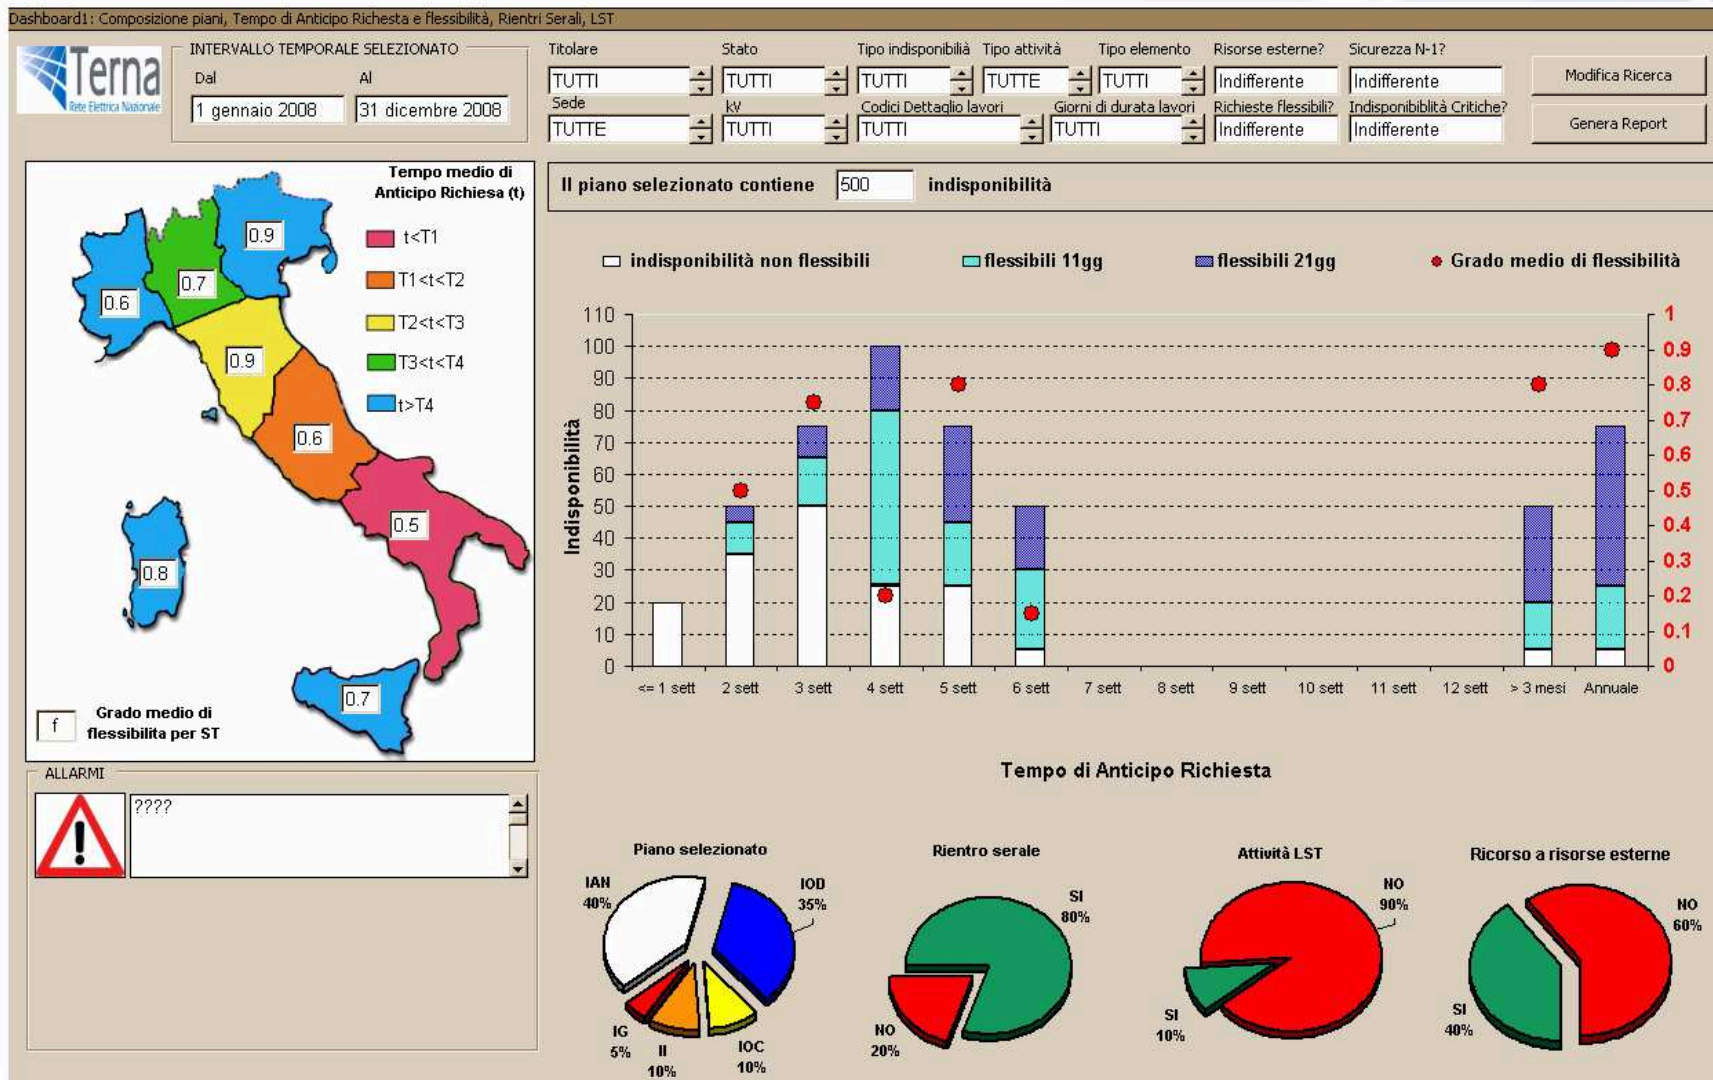 Dashboard1: Composizione piani, Tempo di Anticipo Richesta e flessibilità, Rientri Serali, LST
Terna
Rete Elettrica Nazionale
INTERVALLO TEMPORALE SELEZIONATO
Dal Al
1 gennaio 2008 31 dicembre 2008
Titolare Stato Tipo indisponibilià Tipo attività Tipo elemento Risorse esterne? Sicurezza N-1?
TUTTI TUTTI TUTTI TUTTE TUTTI Indifferente Indifferente
Sede kV Codici Dettaglio lavori Giorni di durata lavori Richieste flessibili? Indisponibiblità Critiche?
TUTTE TUTTI TUTTI TUTTI Indifferente Indifferente
Modifica Ricerca
Genera Report
Tempo medio di
Anticipo Richiesa (t)
t<T1
T1<t<T2
T2<t<T3
T3<t<T4
t>T4
0.9
0.7
0.6
0.9
0.6
0.5
0.8
0.7
f
Grado medio di
flessibilita per ST
Il piano selezionato contiene 500 indisponibilità
indisponibilità non flessibili flessibili 11gg flessibili 21gg Grado medio di flessibilità
Indisponibilità
110
100
90
80
70
60
50
40
30
20
10
0
1
0.9
0.8
0.7
0.6
0.5
0.4
0.3
0.2
0.1
0
<= 1 sett 2 sett 3 sett 4 sett 5 sett 6 sett 7 sett 8 sett 9 sett 10 sett 11 sett 12 sett > 3 mesi Annuale
Tempo di Anticipo Richiesta
ALLARMI
????
Piano selezionato
IAN
40%
IOD
35%
IG
5%
II
10%
IOC
10%
Rientro serale
SI
80%
NO
20%
Attività LST
NO
90%
SI
10%
Ricorso a risorse esterne
NO
60%
SI
40%